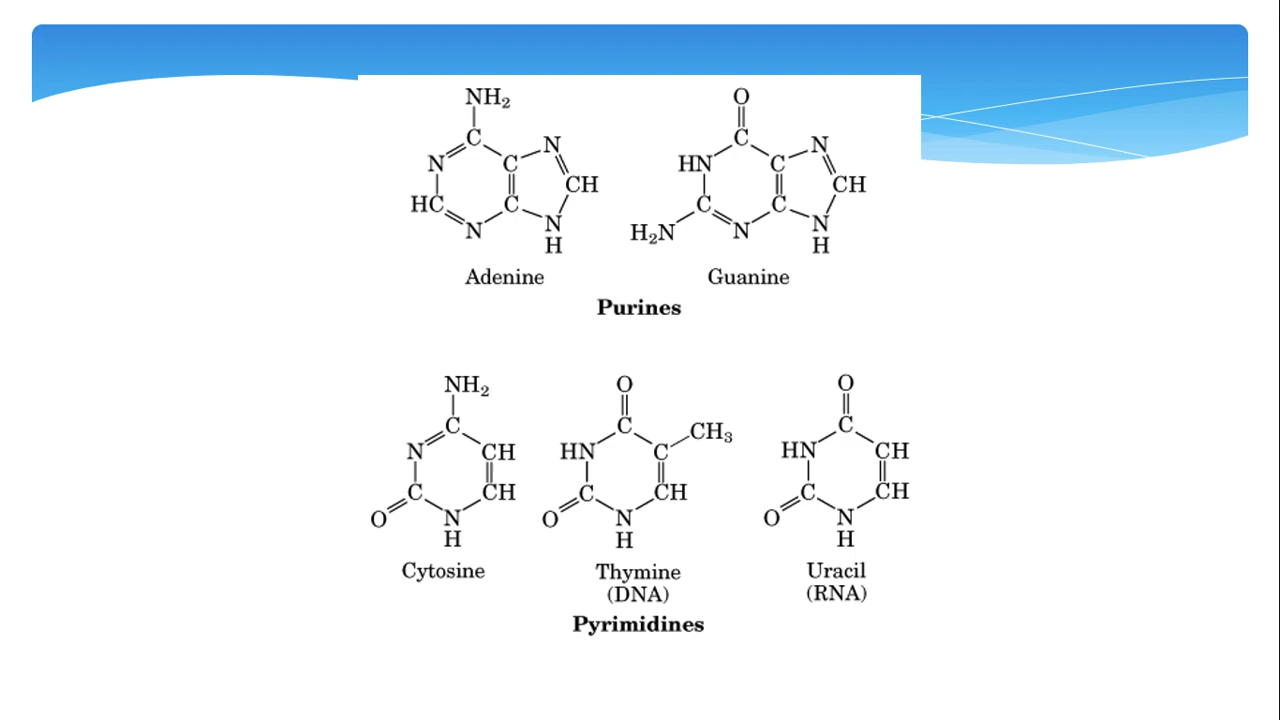 NH₂
C
N
N
C
CH
HC
C
N
N
H
Adenine
O
C
HN
C
N
CH
C
C
H₂N
N
N
H
Guanine
Purines
NH₂
C
N
CH
C
CH
O
N
H
Cytosine
O
C
CH₃
HN
C
C
CH
O
N
H
Thymine
(DNA)
O
C
HN
CH
C
CH
O
N
H
Uracil
(RNA)
Pyrimidines